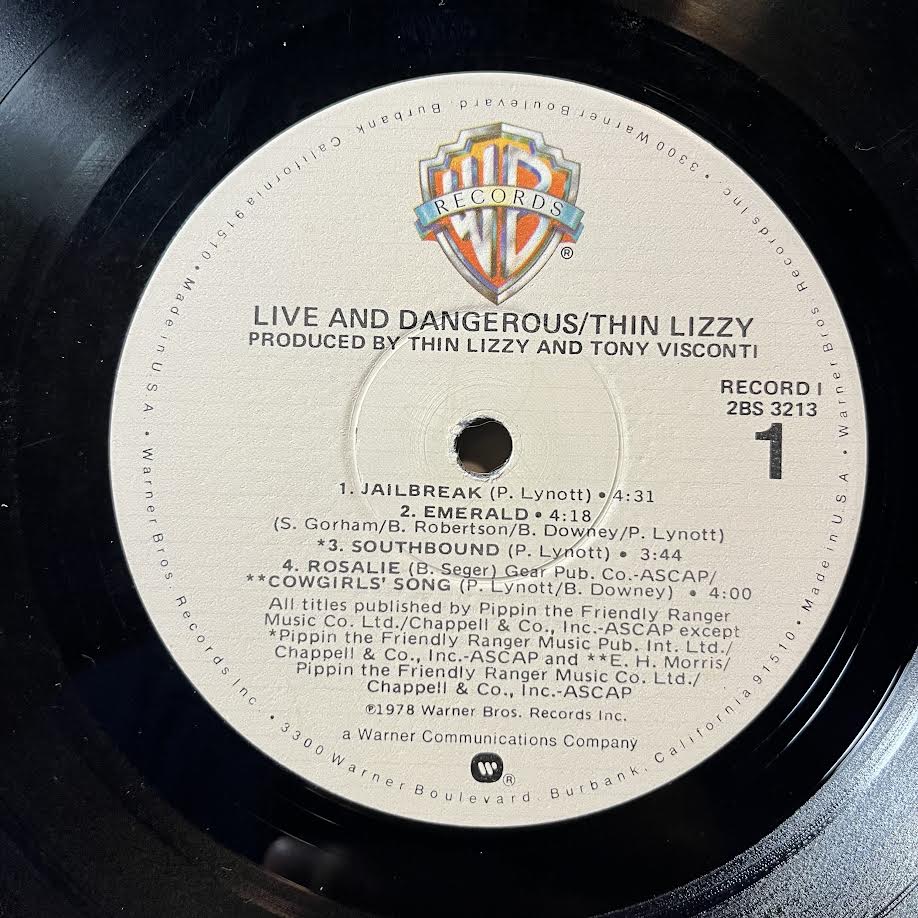 WB
RECORDS
®
LIVE AND DANGEROUS/THIN LIZZY
PRODUCED BY THIN LIZZY AND TONY VISCONTI
RECORD I
2BS 3213
1
1. JAILBREAK (P. Lynott) • 4:31
2. EMERALD • 4:18
(S. Gorham/B. Robertson/B. Downey/P. Lynott)
*3. SOUTHBOUND (P. Lynott) • 3:44
4. ROSALIE (B. Seger) Gear Pub. Co.-ASCAP/
**COWGIRLS' SONG (P. Lynott/B. Downey) • 4:00
All titles published by Pippin the Friendly Ranger
Music Co. Ltd./Chappell & Co., Inc.-ASCAP except
*Pippin the Friendly Ranger Music Pub. Int. Ltd./
Chappell & Co., Inc.-ASCAP and **E. H. Morris/
Pippin the Friendly Ranger Music Co. Ltd./
Chappell & Co., Inc.-ASCAP
℗1978 Warner Bros. Records Inc.
a Warner Communications Company
W®
Warner Bros. Records Inc. • 3300 Warner Boulevard, Burbank, California 91510 • Made in U.S.A. • Warner Bros. Records Inc. • 3300 Warner Boulevard, Burbank, California 91510 • Made in U.S.A. •